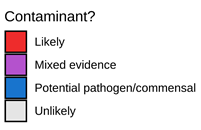 Contaminant?
Likely
Mixed evidence
Potential pathogen/commensal
Unlikely